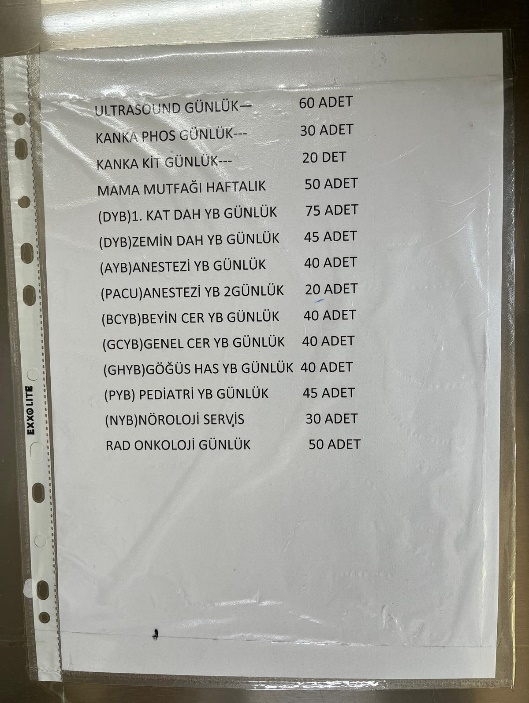 ULTRASOUND GÜNLÜK— 60 ADET
KANKA PHOS GÜNLÜK--- 30 ADET
KANKA KİT GÜNLÜK--- 20 DET
MAMA MUTFAĞI HAFTALIK 50 ADET
(DYB)1. KAT DAH YB GÜNLÜK 75 ADET
(DYB)ZEMİN DAH YB GÜNLÜK 45 ADET
(AYB)ANESTEZİ YB GÜNLÜK 40 ADET
(PACU)ANESTEZİ YB 2GÜNLÜK 20 ADET
(BCYB)BEYİN CER YB GÜNLÜK 40 ADET
(GCYB)GENEL CER YB GÜNLÜK 40 ADET
(GHYB)GÖĞÜS HAS YB GÜNLÜK 40 ADET
(PYB) PEDİATRİ YB GÜNLÜK 45 ADET
(NYB)NÖROLOJİ SERVİS 30 ADET
RAD ONKOLOJİ GÜNLÜK 50 ADET
EXXO LITE